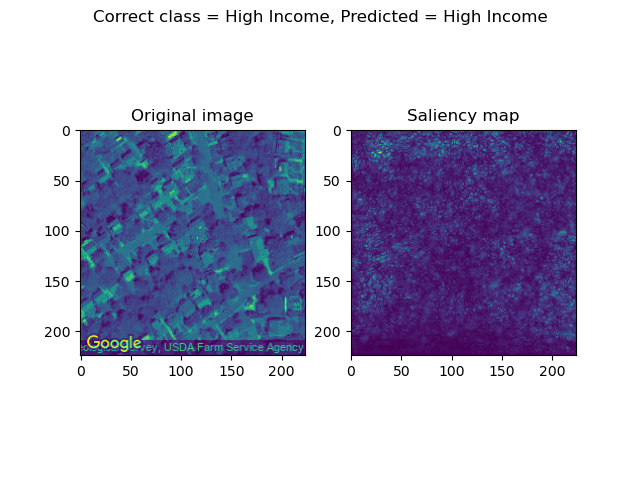 Correct class = High Income, Predicted = High Income
Original image
Saliency map
0
50
100
150
200
0
50
100
150
200
Google
USDA Farm Service Agency
0 50 100 150 200
0 50 100 150 200